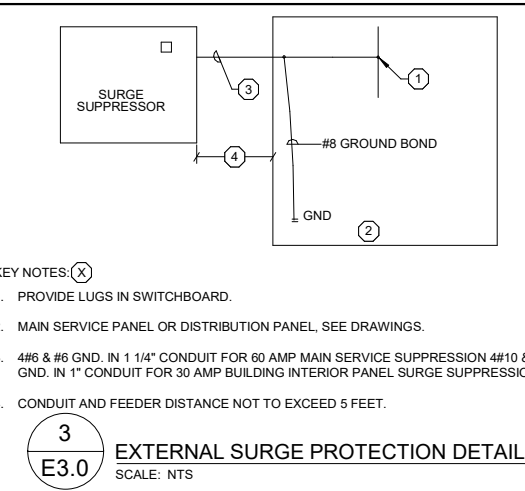 SURGE
SUPPRESSOR
3
1
4
#8 GROUND BOND
GND
2
KEY NOTES: X
. PROVIDE LUGS IN SWITCHBOARD.
. MAIN SERVICE PANEL OR DISTRIBUTION PANEL, SEE DRAWINGS.
. 4#6 & #6 GND. IN 1 1/4" CONDUIT FOR 60 AMP MAIN SERVICE SUPPRESSION 4#10 &
GND. IN 1" CONDUIT FOR 30 AMP BUILDING INTERIOR PANEL SURGE SUPPRESSIO
. CONDUIT AND FEEDER DISTANCE NOT TO EXCEED 5 FEET.
3
E3.0
EXTERNAL SURGE PROTECTION DETAIL
SCALE: NTS